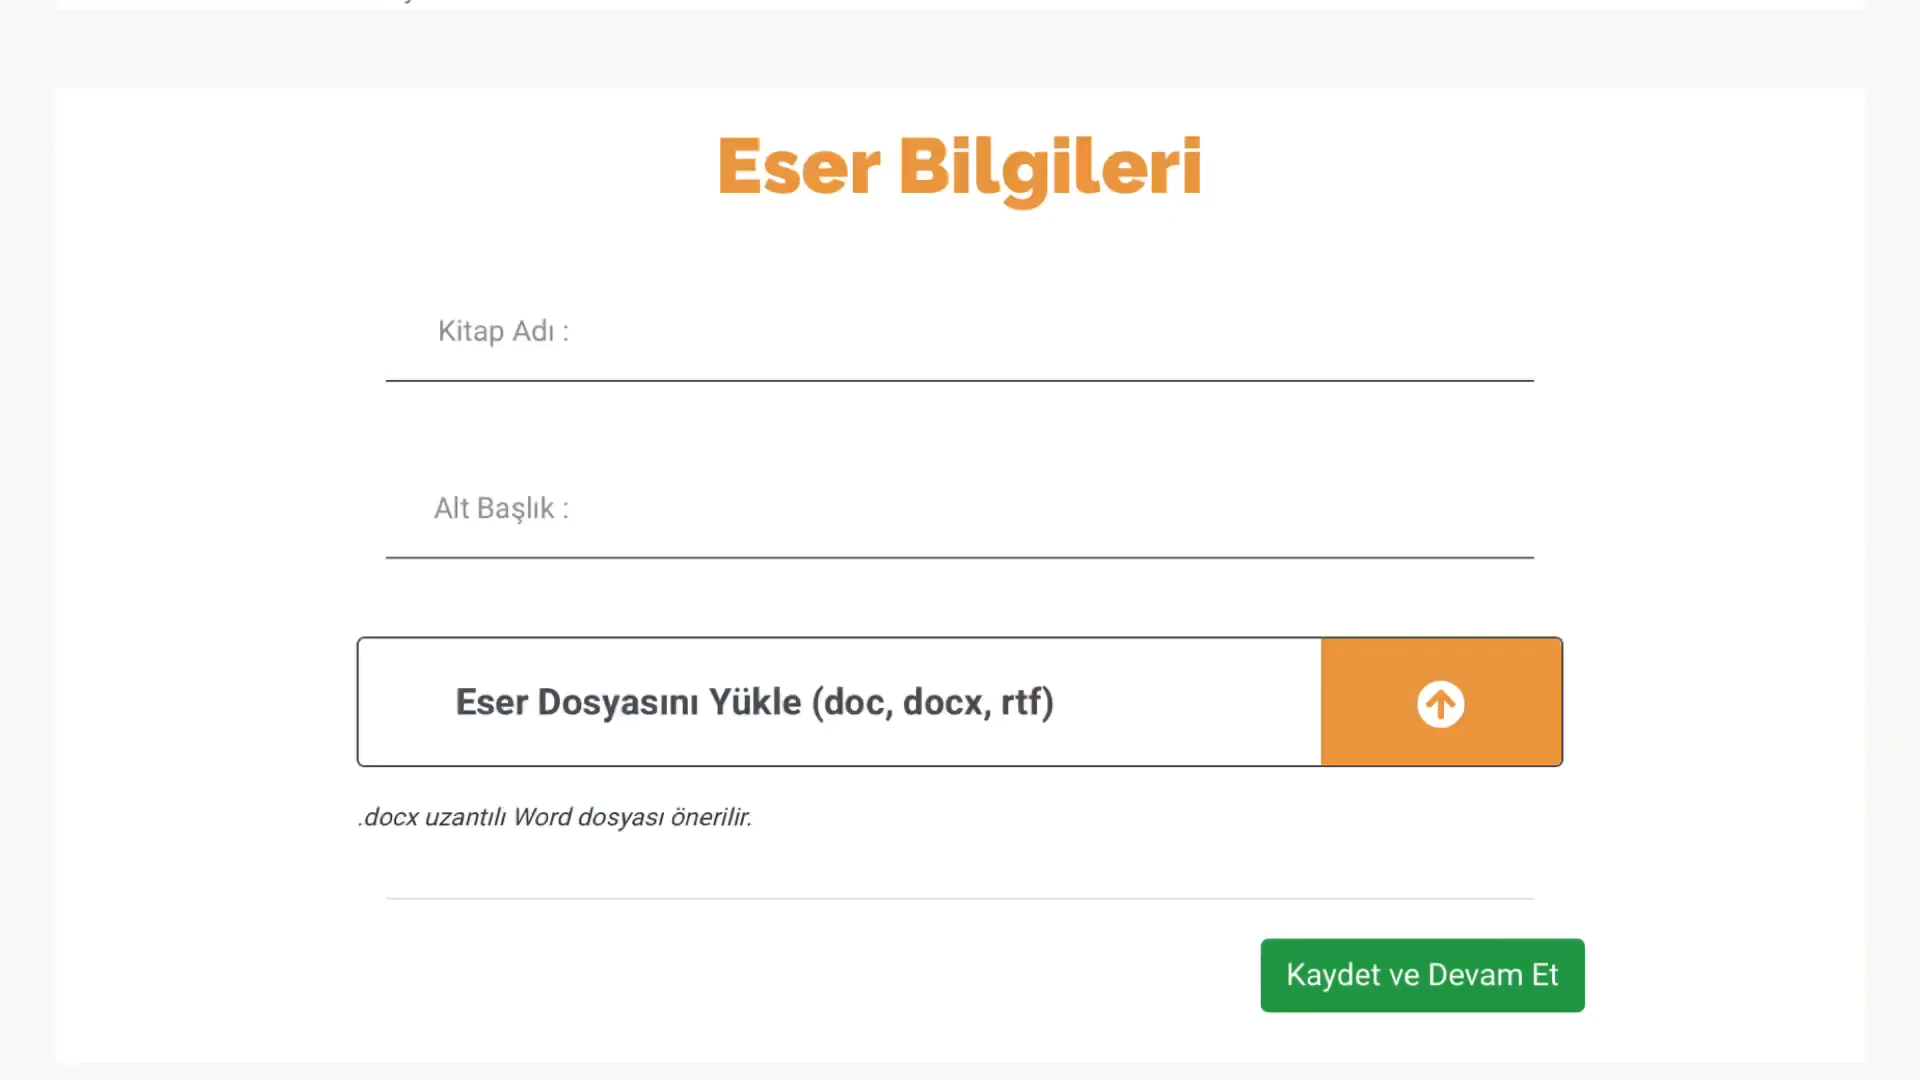 Eser Bilgileri
Kitap Adı :
Alt Başlık :
Eser Dosyasını Yükle (doc, docx, rtf)
.docx uzantılı Word dosyası önerilir.
Kaydet ve Devam Et